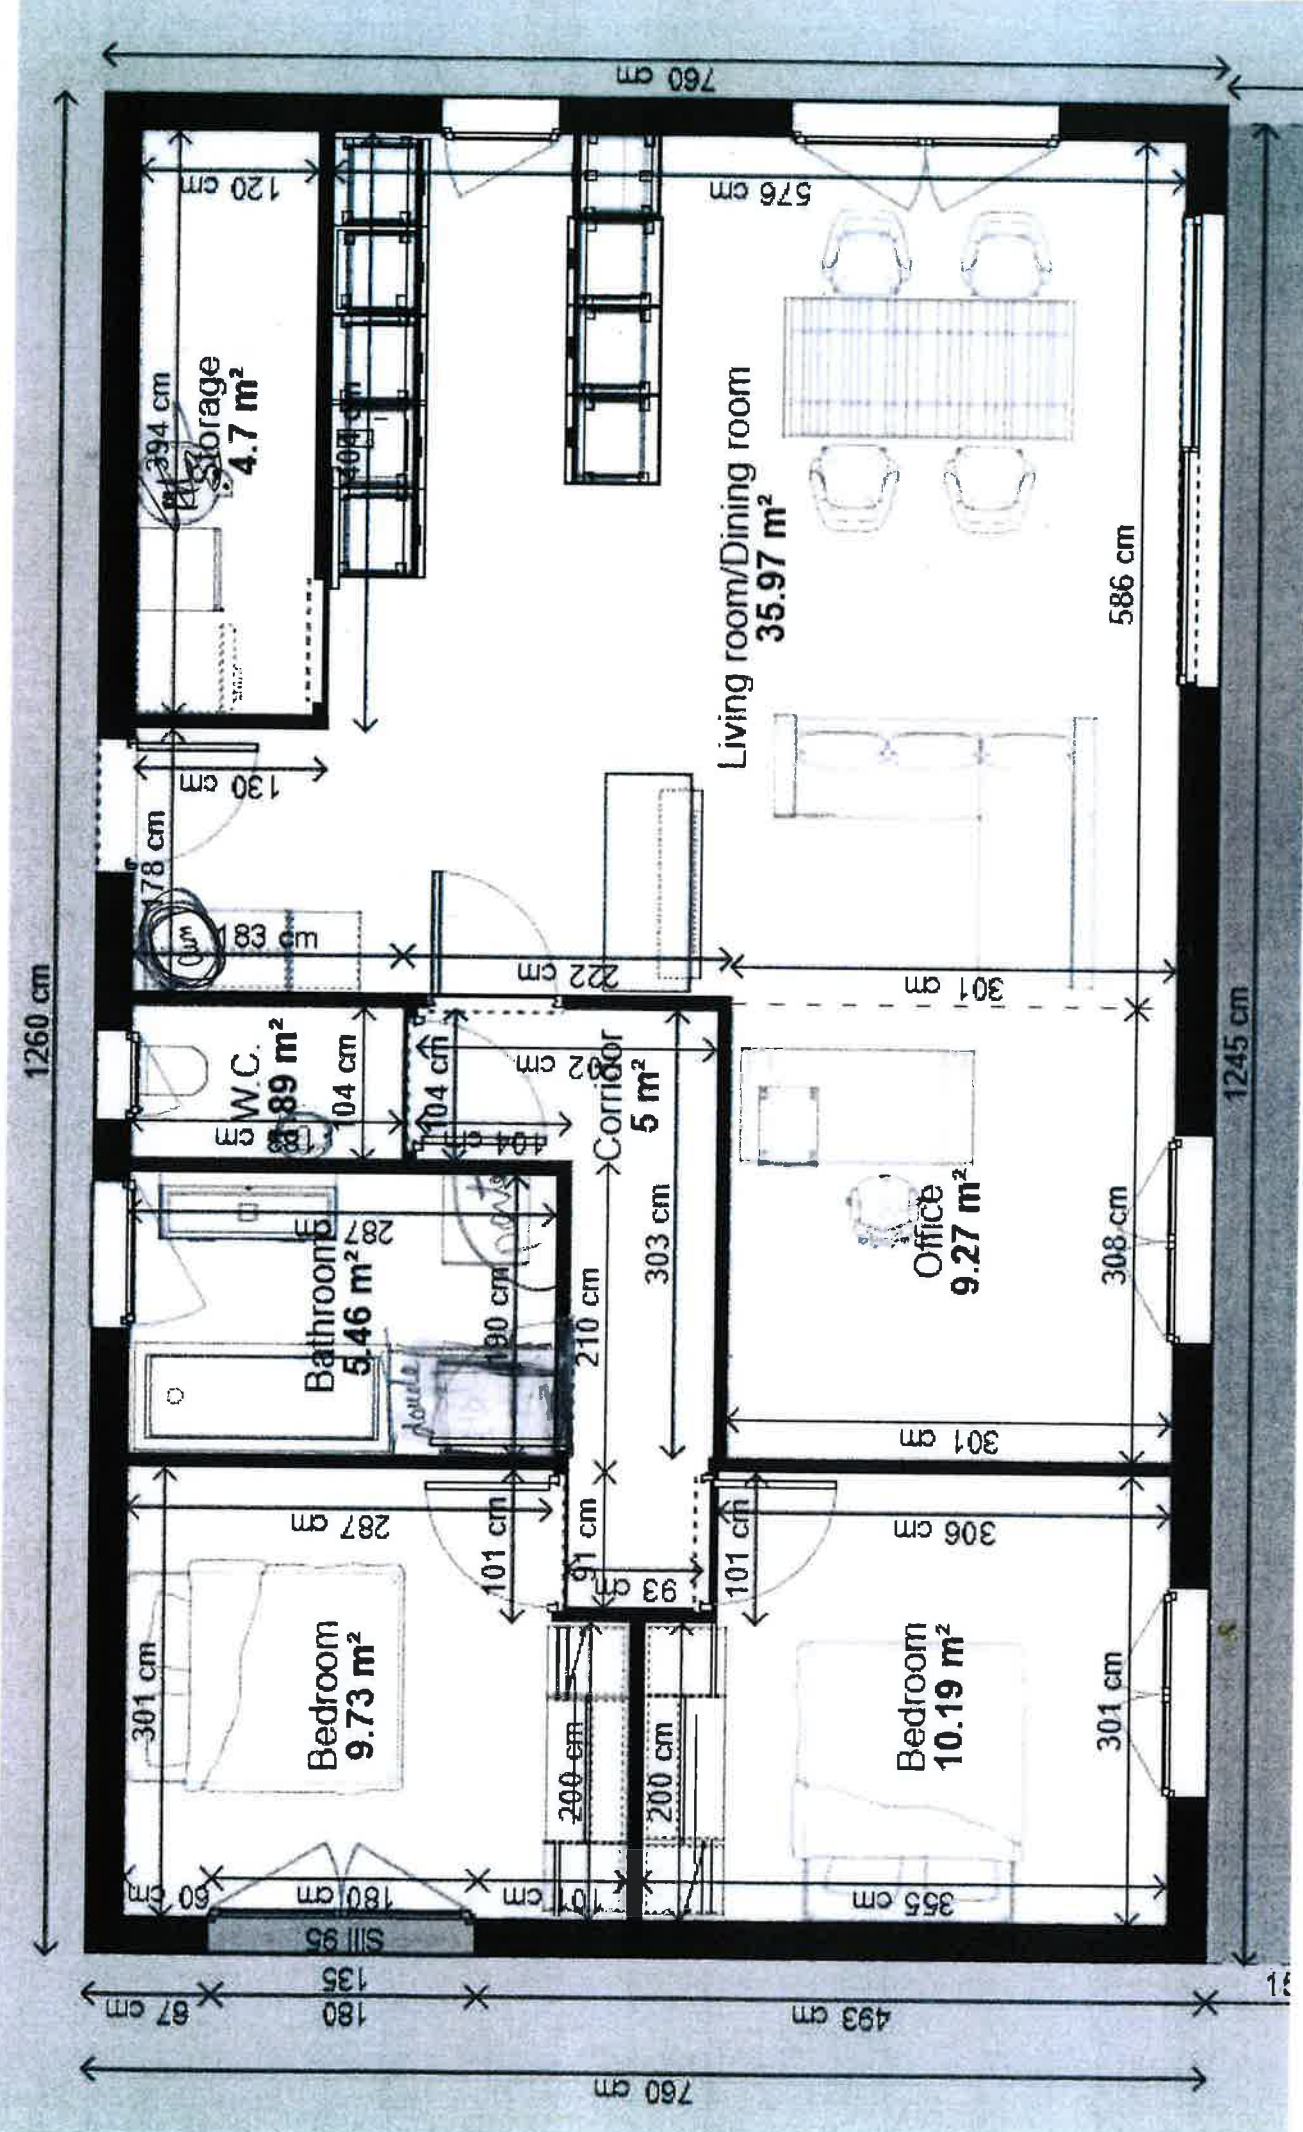 760 cm
120 cm
576 cm
394 cm
Storage
4.7 m²
404 cm
Living room/Dining room
35.97 m²
586 cm
130 cm
178 cm
183 cm
222 cm
301 cm
1260 cm
1245 cm
W.C.
104 cm
104 cm
Corridor
5 m²
287 cm
Bathroom
5.46 m²
190 cm
210 cm
303 cm
Office
9.27 m²
308 cm
301 cm
287 cm
101 cm
91 cm
93 cm
101 cm
306 cm
301 cm
Bedroom
9.73 m²
200 cm
200 cm
Bedroom
10.19 m²
301 cm
60 cm
180 cm
101 cm
355 cm
Sill 95
67 cm
135
180
493 cm
760 cm